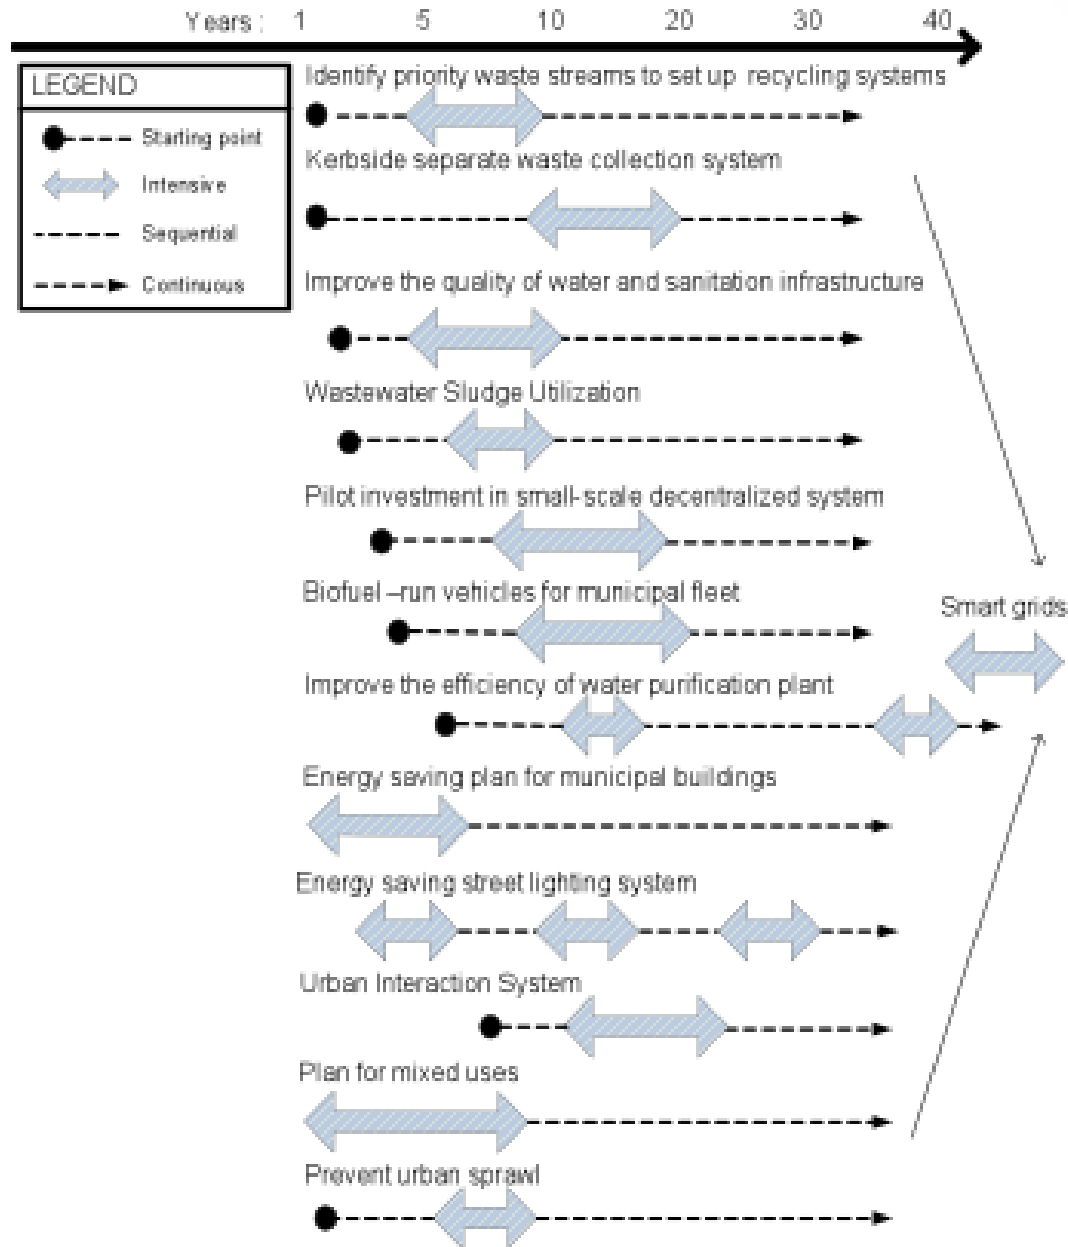 Years : 1 5 10 20 30 40
LEGEND
Starting point
Intensive
Sequential
Continuous
Identify priority waste streams to set up recycling systems
Kerbside separate waste collection system
Improve the quality of water and sanitation infrastructure
Wastewater Sludge Utilization
Pilot investment in small-scale decentralized system
Biofuel –run vehicles for municipal fleet
Smart grids
Improve the efficiency of water purification plant
Energy saving plan for municipal buildings
Energy saving street lighting system
Urban Interaction System
Plan for mixed uses
Prevent urban sprawl